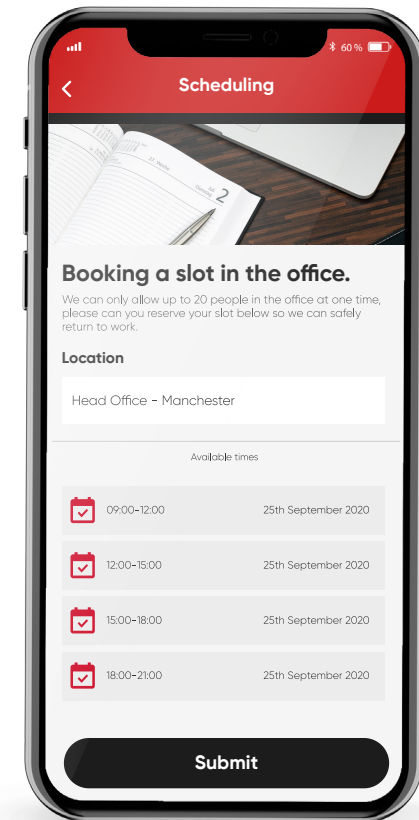 60 %
Scheduling
2
Booking a slot in the office.
We can only allow up to 20 people in the office at one time,
please can you reserve your slot below so we can safely
return to work.
Location
Head Office - Manchester
Available times
09:00-12:00 25th September 2020
12:00-15:00 25th September 2020
15:00-18:00 25th September 2020
18:00-21:00 25th September 2020
Submit